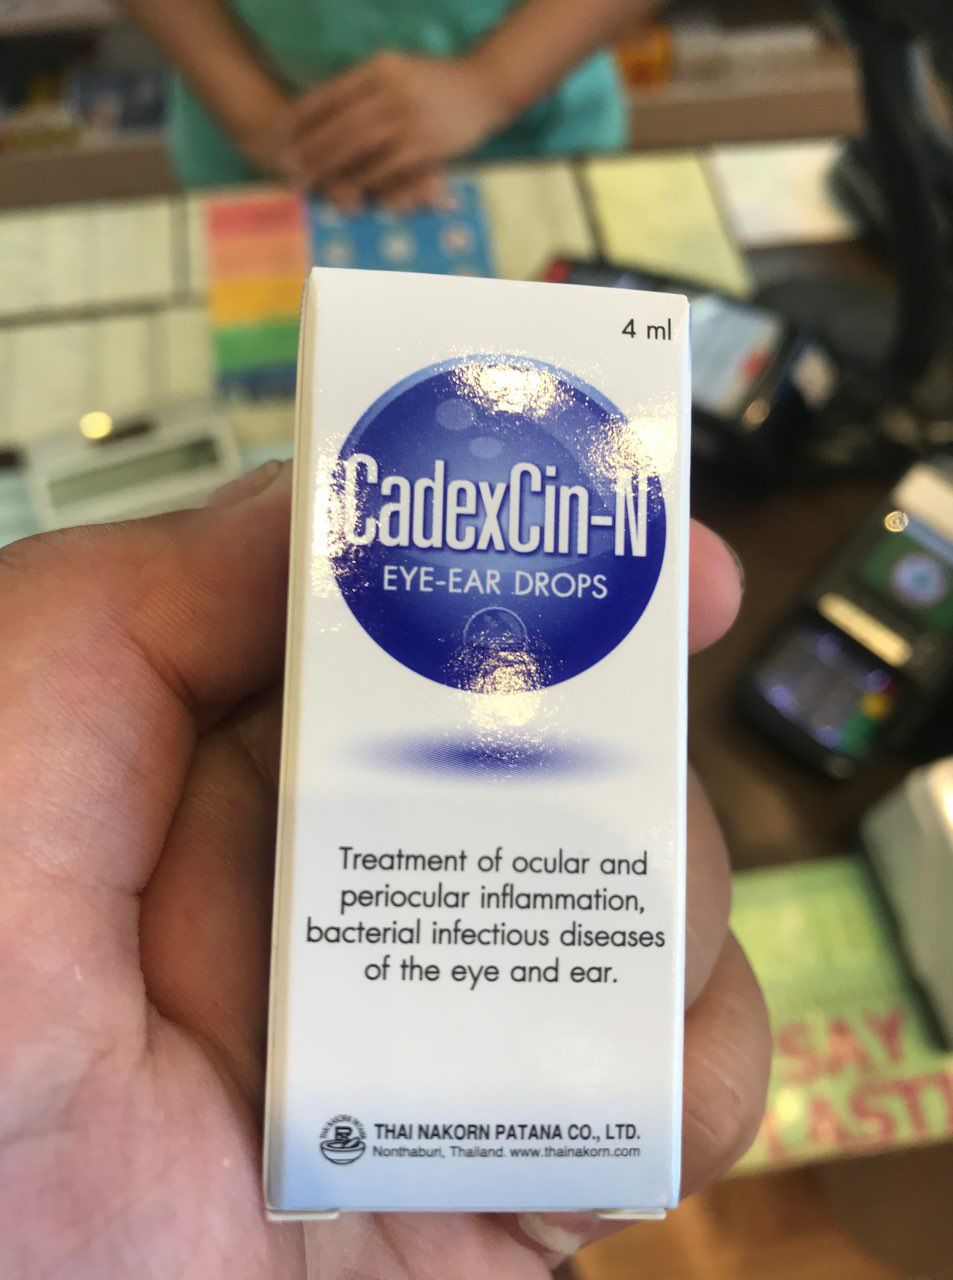 4 ml
CadexCin-N
EYE-EAR DROPS
Treatment of ocular and
periocular inflammation,
bacterial infectious diseases
of the eye and ear.
THAI NAKORN PATANA CO., LTD.
Nonthaburi, Thailand. www.thainakorn.com
SAY